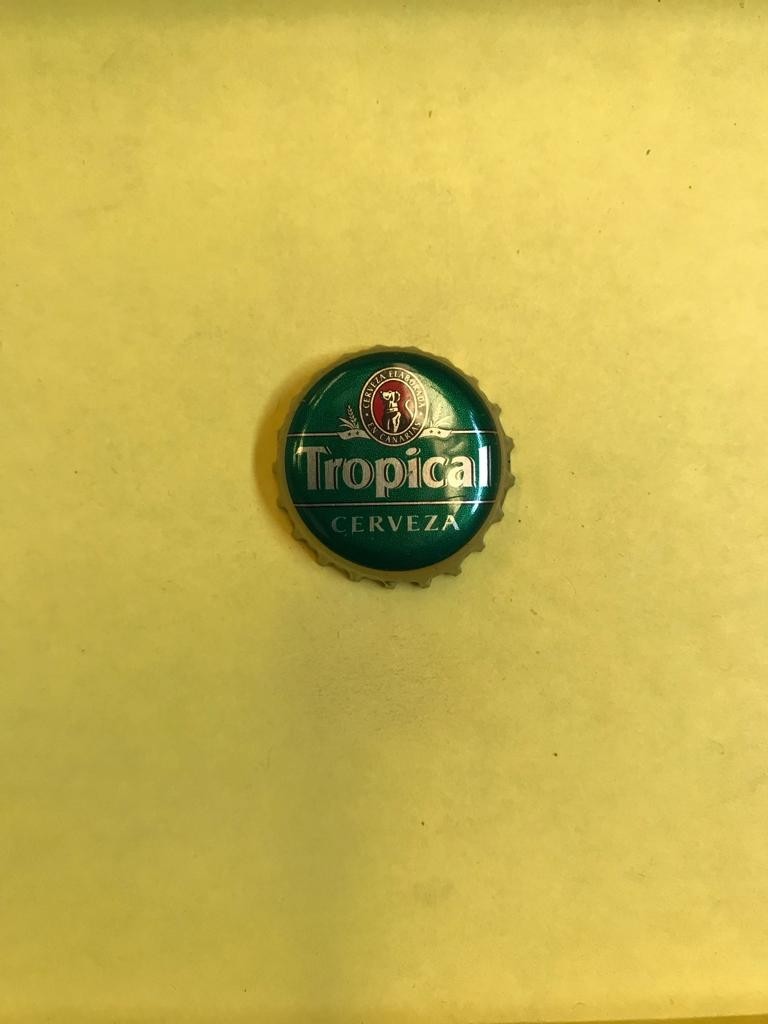 CERVEZA ELABORADA
EN CANARIAS
Tropical
CERVEZA